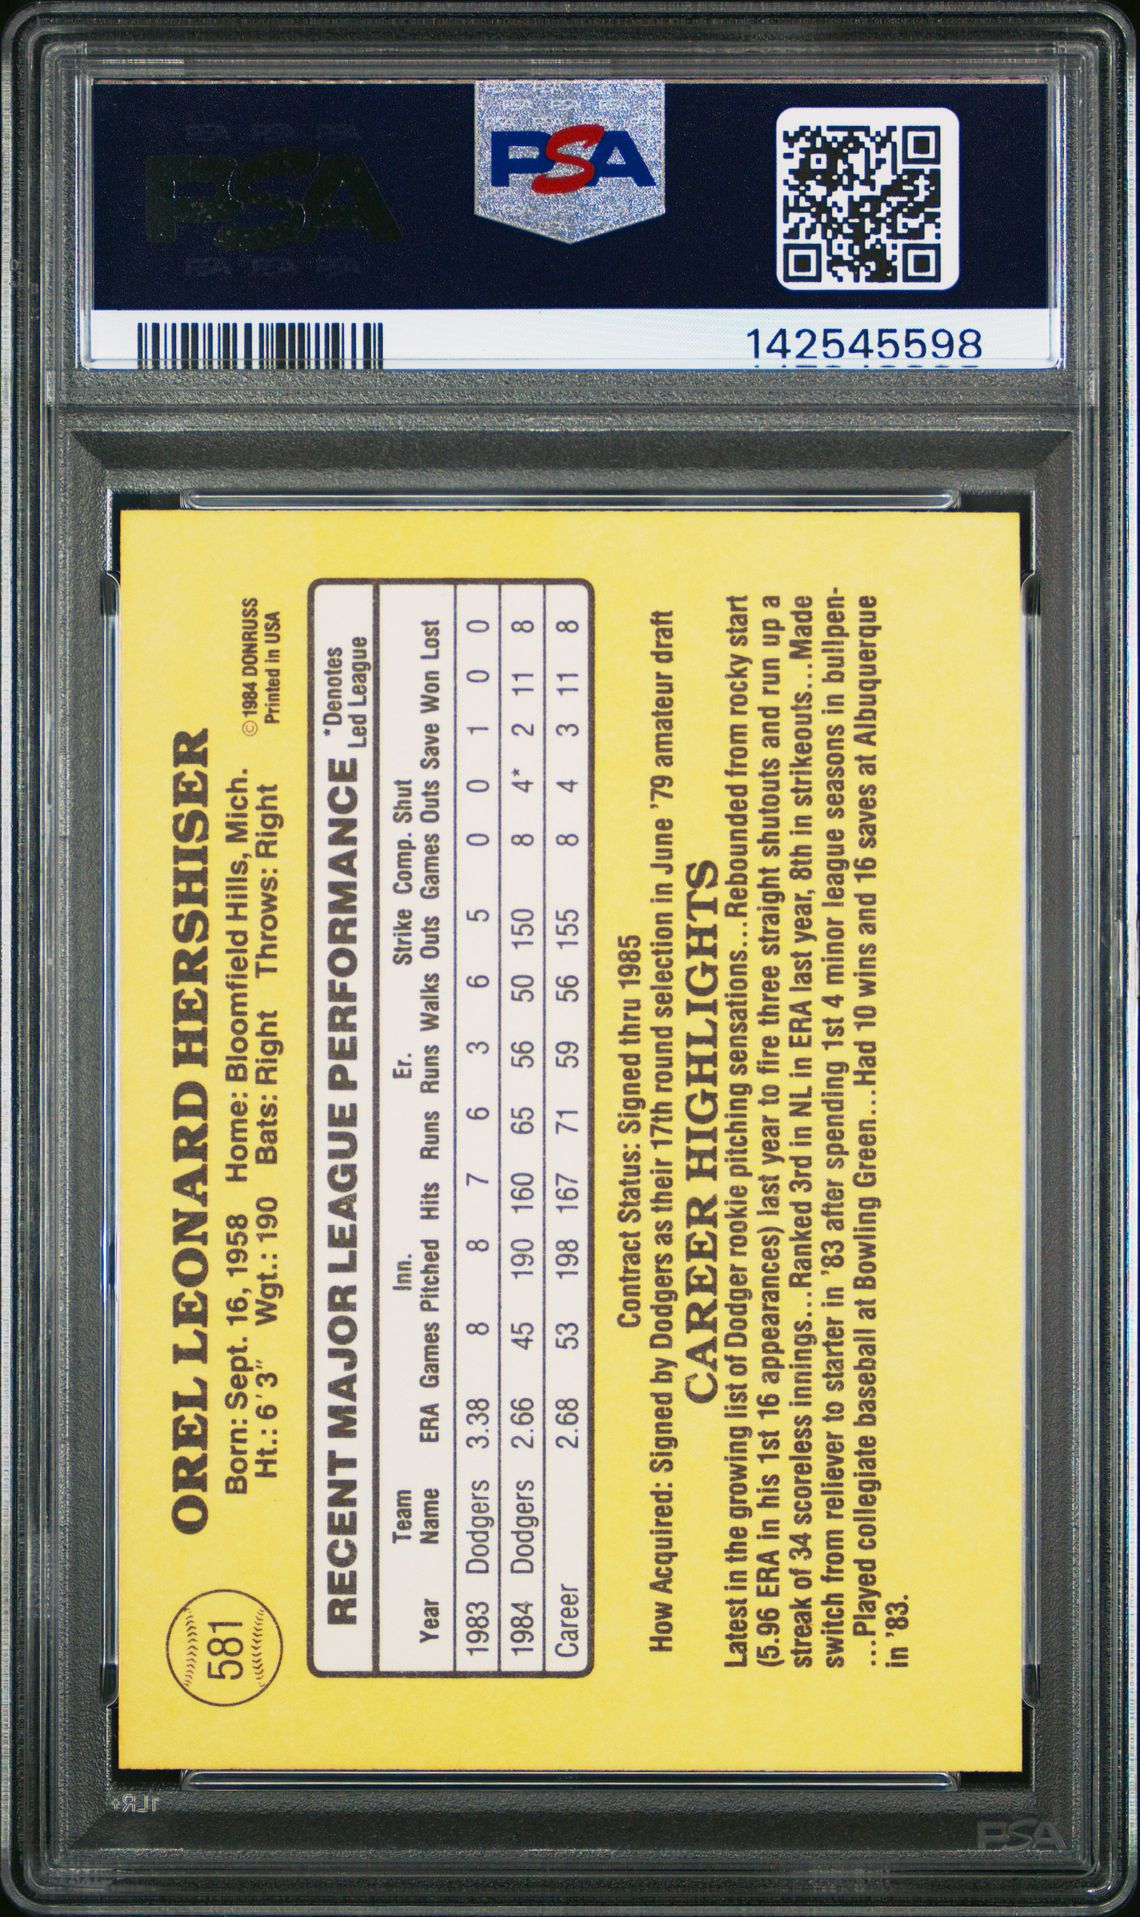 PSA
PSA
142545598
581
OREL LEONARD HERSHISER
Born: Sept. 16, 1958 Home: Bloomfield Hills, Mich. ©1984 DONRUSS
Ht.: 6'3" Wgt.: 190 Bats: Right Throws: Right Printed in USA
RECENT MAJOR LEAGUE PERFORMANCE *Denotes Led League
Team Inn. Er. Strike Comp. Shut
Year Name ERA Games Pitched Hits Runs Runs Walks Outs Games Outs Save Won Lost
1983 Dodgers 3.38 8 8 7 6 3 6 5 0 0 1 0 0
1984 Dodgers 2.66 45 190 160 65 56 50 150 8 4* 2 11 8
Career 2.68 53 198 167 71 59 56 155 8 4 3 11 8
Contract Status: Signed thru 1985
How Acquired: Signed by Dodgers as their 17th round selection in June '79 amateur draft
CAREER HIGHLIGHTS
Latest in the growing list of Dodger rookie pitching sensations...Rebounded from rocky start
(5.96 ERA in his 1st 16 appearances) last year to fire three straight shutouts and run up a
streak of 34 scoreless innings...Ranked 3rd in NL in ERA last year, 8th in strikeouts...Made
switch from reliever to starter in '83 after spending 1st 4 minor league seasons in bullpen-
...Played collegiate baseball at Bowling Green...Had 10 wins and 16 saves at Albuquerque
in '83.
PSA